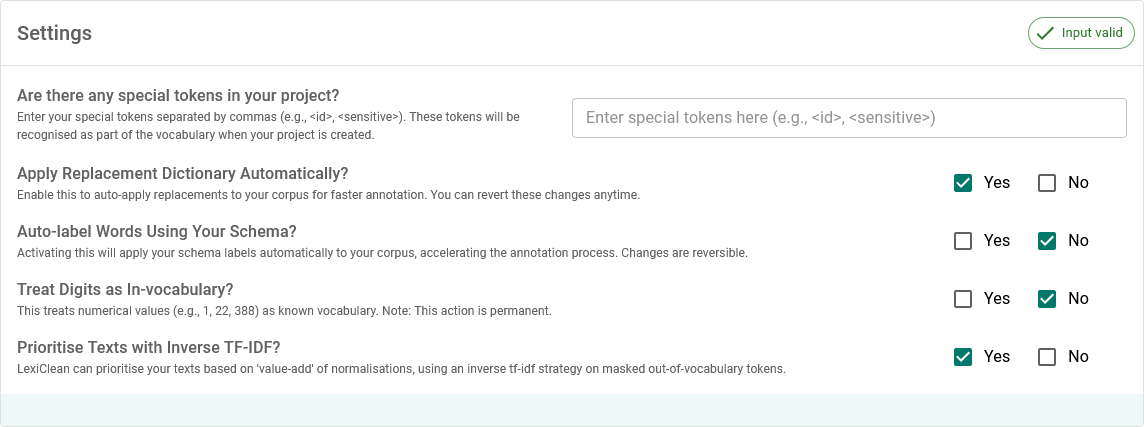 Settings
Input valid
Are there any special tokens in your project?
Enter your special tokens separated by commas (e.g., <id>, <sensitive>). These tokens will be
recognised as part of the vocabulary when your project is created.
Enter special tokens here (e.g., <id>, <sensitive>)
Apply Replacement Dictionary Automatically?
Enable this to auto-apply replacements to your corpus for faster annotation. You can revert these changes anytime.
Yes No
Auto-label Words Using Your Schema?
Activating this will apply your schema labels automatically to your corpus, accelerating the annotation process. Changes are reversible.
Yes No
Treat Digits as In-vocabulary?
This treats numerical values (e.g., 1, 22, 388) as known vocabulary. Note: This action is permanent.
Yes No
Prioritise Texts with Inverse TF-IDF?
LexiClean can prioritise your texts based on 'value-add' of normalisations, using an inverse tf-idf strategy on masked out-of-vocabulary tokens.
Yes No